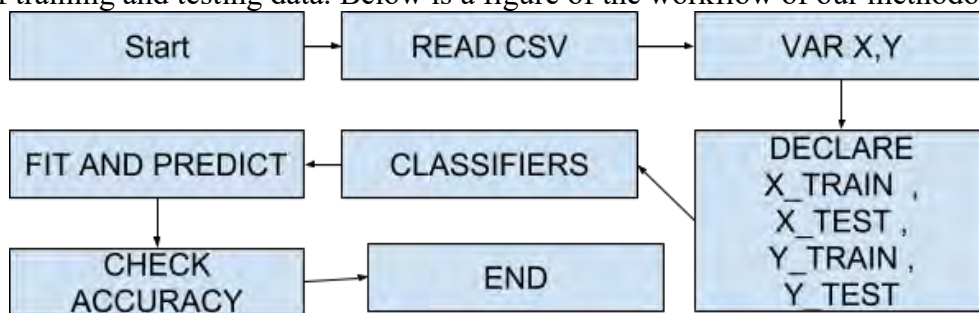 training and testing data. Below is a figure of the workflow of our methodo
Start
READ CSV
VAR X,Y
DECLARE
X_TRAIN ,
X_TEST ,
Y_TRAIN ,
Y_TEST
CLASSIFIERS
FIT AND PREDICT
CHECK
ACCURACY
END